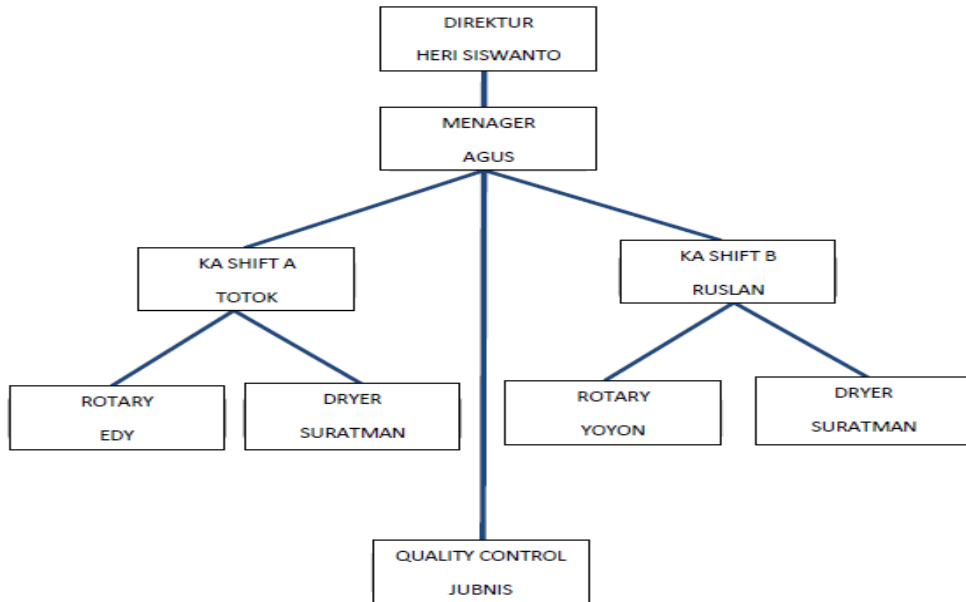 DIREKTUR
HERI SISWANTO
MENAGER
AGUS
KA SHIFT A
TOTOK
KA SHIFT B
RUSLAN
ROTARY
EDY
DRYER
SURATMAN
ROTARY
YOYON
DRYER
SURATMAN
QUALITY CONTROL
JUBNIS